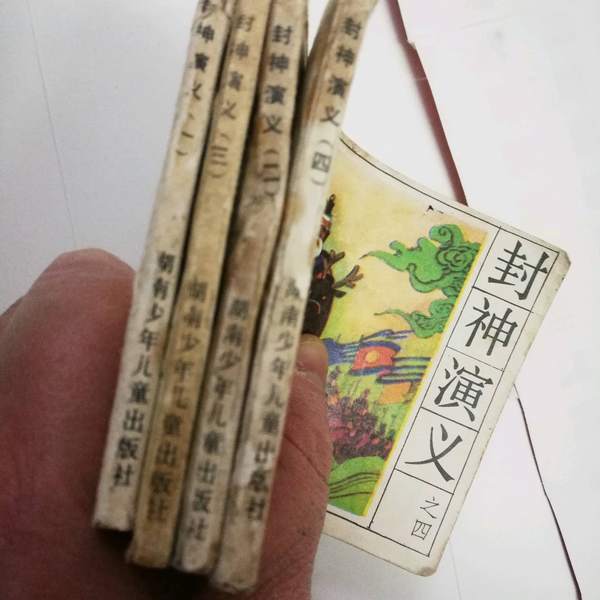 封神演义（一）湖南少年儿童出版社
封神演义（三）湖南少年儿童出版社
封神演义（二）湖南少年儿童出版社
封神演义（四）湖南少年儿童出版社
封神演义
之四